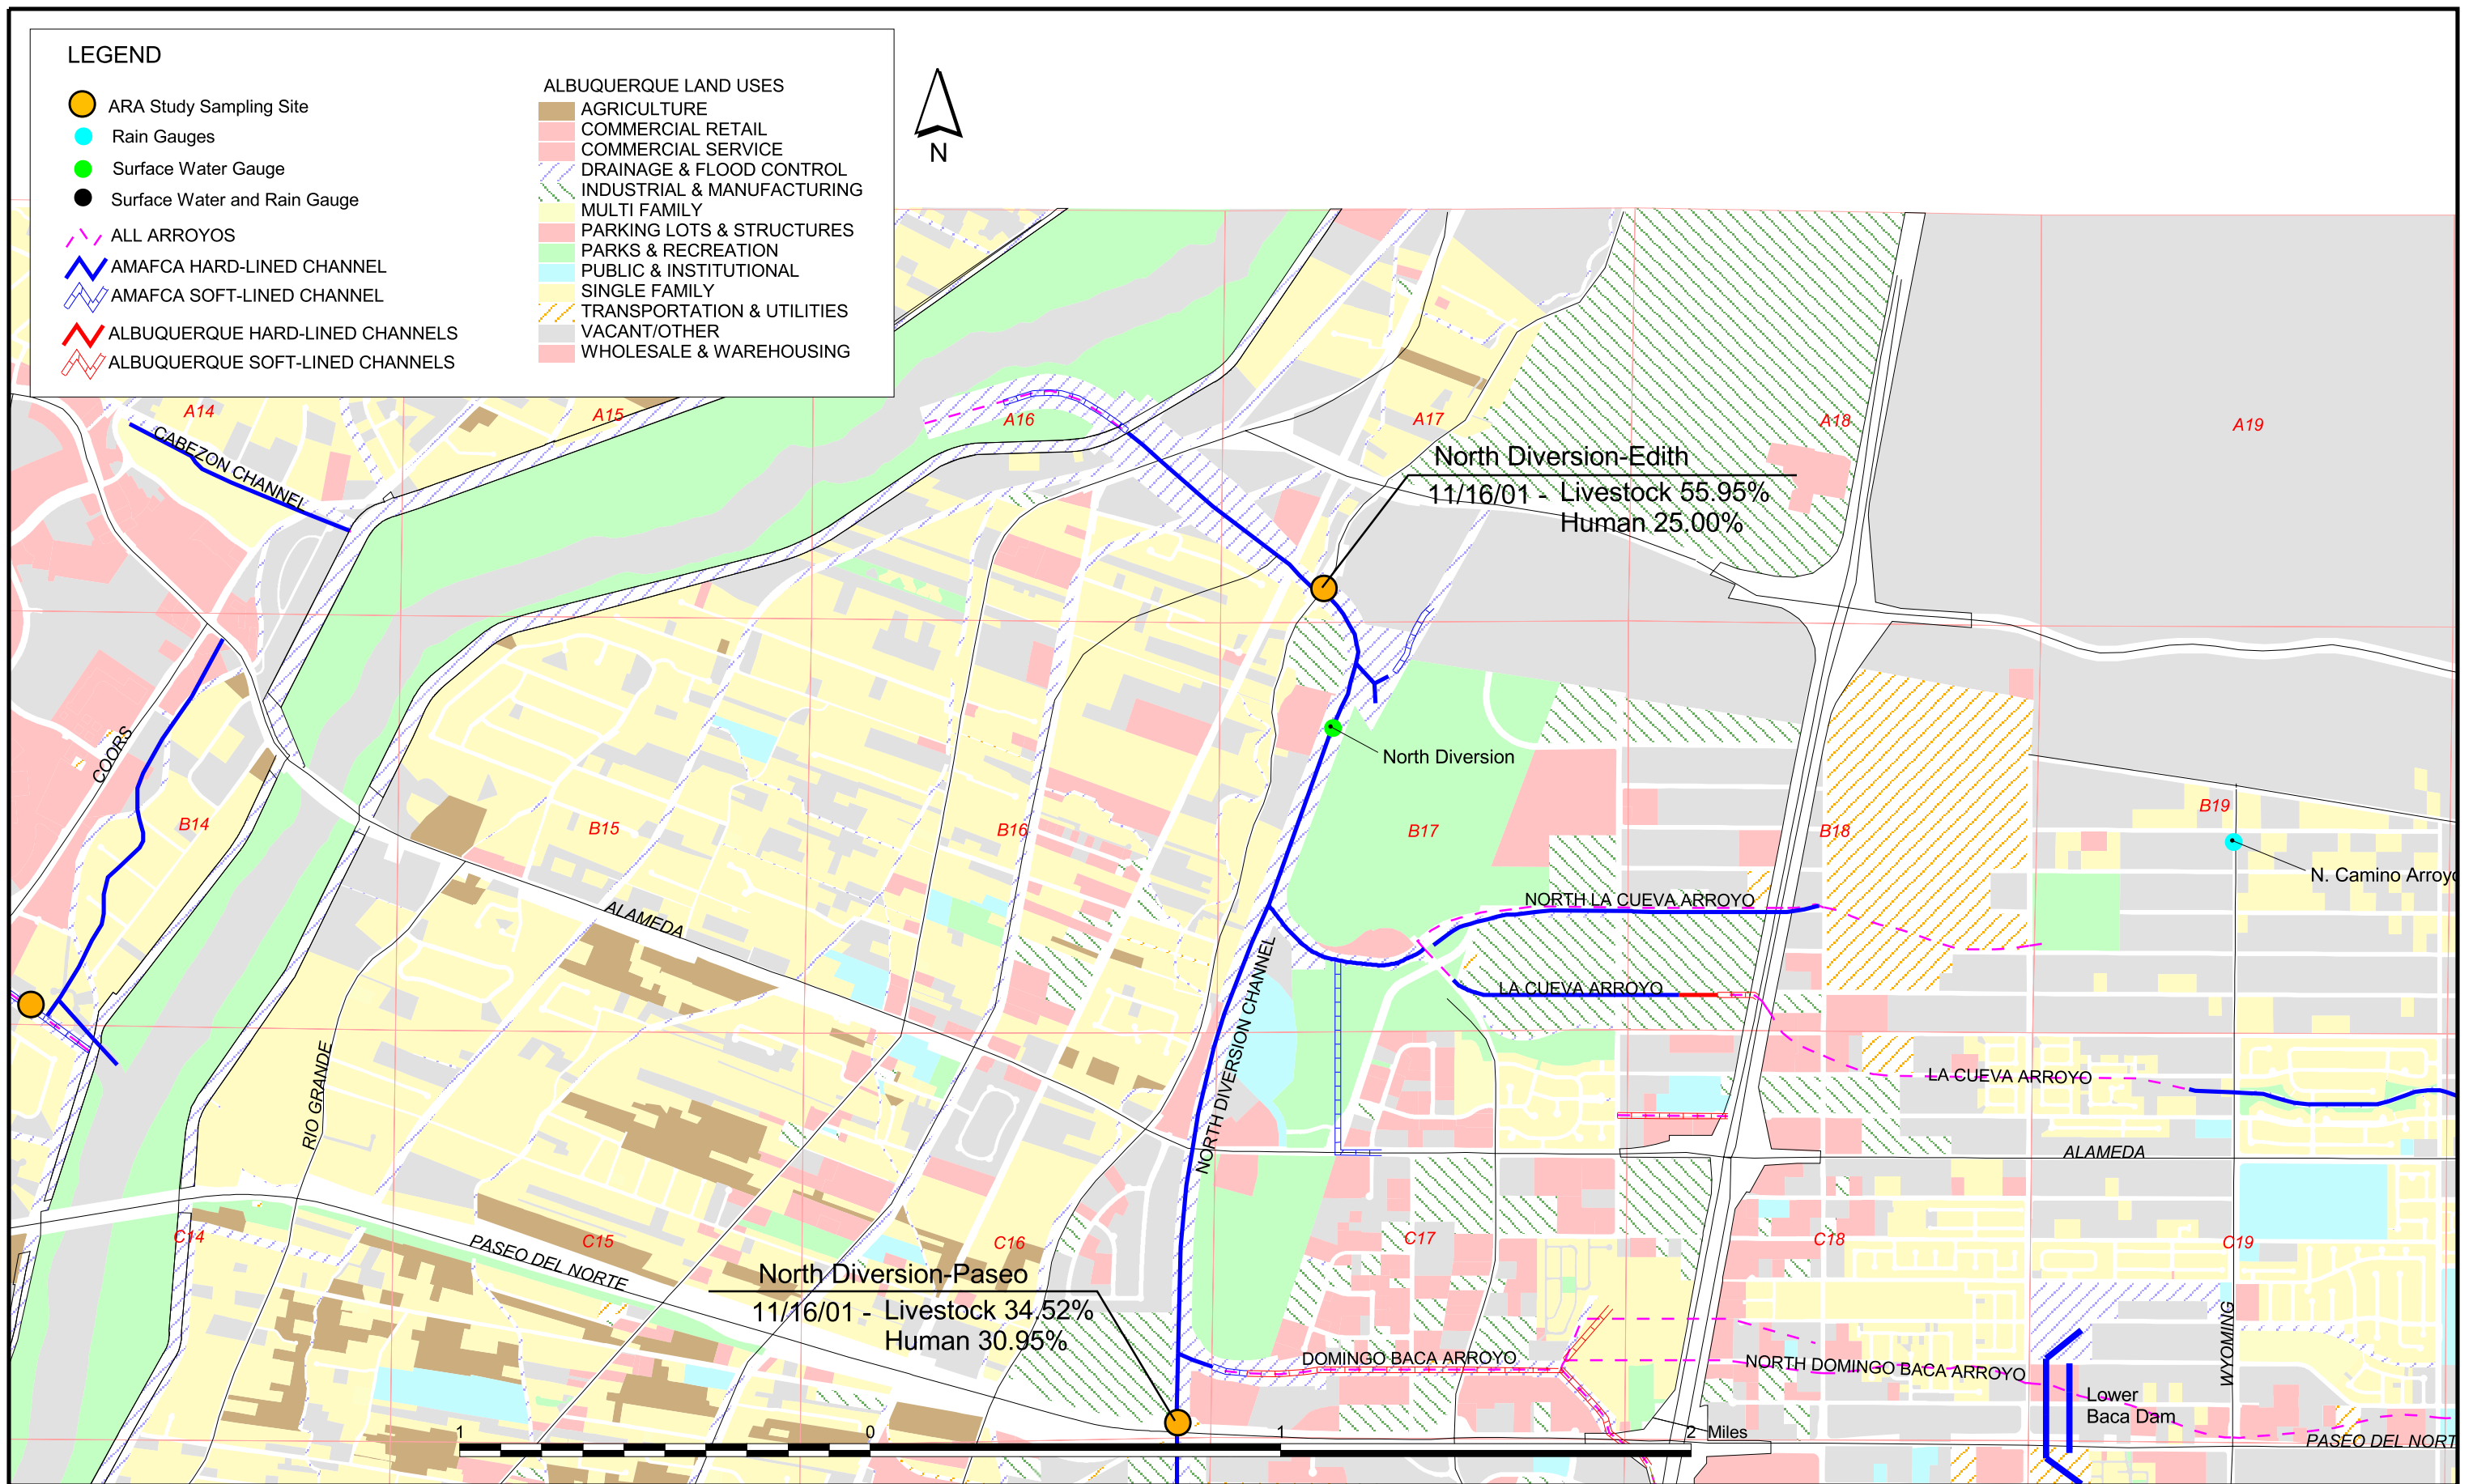 LEGEND
ARA Study Sampling Site
Rain Gauges
Surface Water Gauge
Surface Water and Rain Gauge
ALL ARROYOS
AMAFCA HARD-LINED CHANNEL
AMAFCA SOFT-LINED CHANNEL
ALBUQUERQUE HARD-LINED CHANNELS
ALBUQUERQUE SOFT-LINED CHANNELS
ALBUQUERQUE LAND USES
AGRICULTURE
COMMERCIAL RETAIL
COMMERCIAL SERVICE
DRAINAGE & FLOOD CONTROL
INDUSTRIAL & MANUFACTURING
MULTI FAMILY
PARKING LOTS & STRUCTURES
PARKS & RECREATION
PUBLIC & INSTITUTIONAL
SINGLE FAMILY
TRANSPORTATION & UTILITIES
VACANT/OTHER
WHOLESALE & WAREHOUSING
N
A14
A15
A16
A17
A18
A19
CABEZON CHANNEL
North Diversion-Edith
11/16/01 - Livestock 55.95%
Human 25.00%
COORS
North Diversion
B14
B15
B16
B17
B18
B19
N. Camino Arroyo
ALAMEDA
NORTH LA CUEVA ARROYO
LA CUEVA ARROYO
NORTH DIVERSION CHANNEL
RIO GRANDE
LA CUEVA ARROYO
ALAMEDA
C14
C15
C16
C17
C18
C19
PASEO DEL NORTE
North Diversion-Paseo
11/16/01 - Livestock 34.52%
Human 30.95%
DOMINGO BACA ARROYO
NORTH DOMINGO BACA ARROYO
WYOMING
Lower
Baca Dam
1 0 1 2 Miles
PASEO DEL NORT